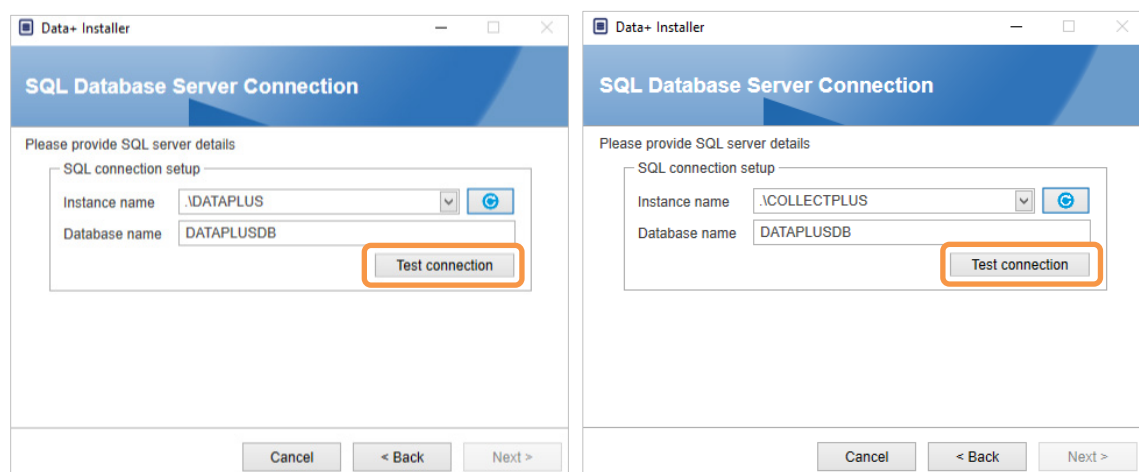 Data+ Installer
SQL Database Server Connection
Please provide SQL server details
SQL connection setup
Instance name .\DATAPLUS
Database name DATAPLUSDB
Test connection
Cancel < Back Next >
Data+ Installer
SQL Database Server Connection
Please provide SQL server details
SQL connection setup
Instance name .\COLLECTPLUS
Database name DATAPLUSDB
Test connection
Cancel < Back Next >